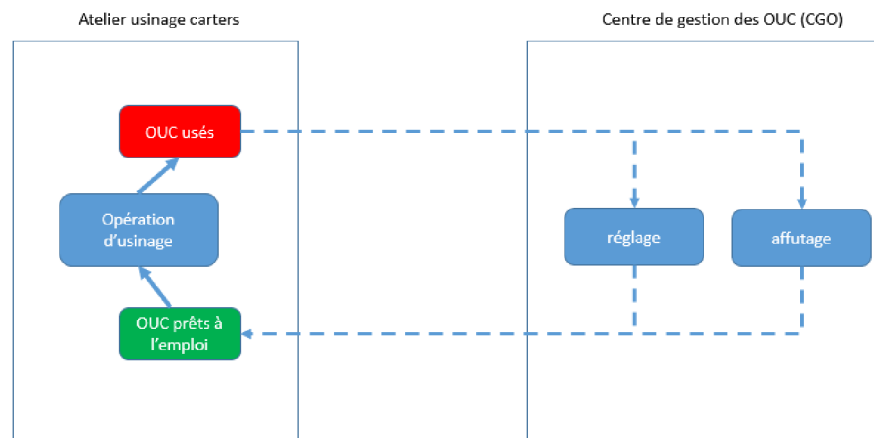 Atelier usinage carters
Centre de gestion des OUC (CGO)
OUC usés
Opération
d'usinage
réglage
affutage
OUC prêts à
l'emploi